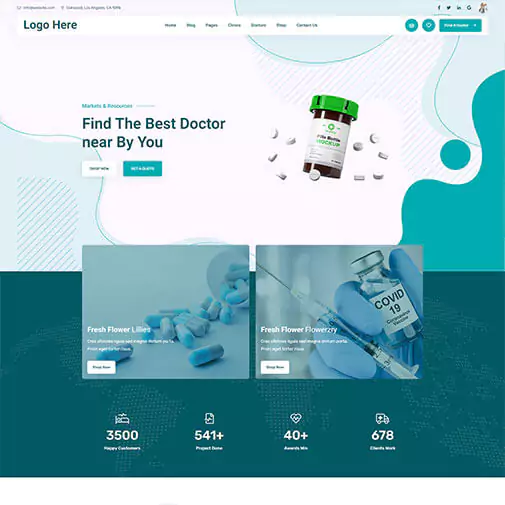 info@website.com
Oakwood, Los Angeles, CA 9016
Logo Here
Home Blog Pages Clinics Doctors Shop Contact Us
Find A Doctor
Markets & Resources
Find The Best Doctor
near By You
SHOP NOW
GET A QUOTE
Pills Bottle
MOCKUP
Fresh Flower Lillies
Cras ultricies ligula sed magna dictum porta.
Proin eget tortor risus.
Shop Now
Fresh Flower Flowerzry
Cras ultricies ligula sed magna dictum porta.
Proin eget tortor risus.
Shop Now
COVID
19
Coronavirus
Vaccine
3500
Happy Customers
541+
Project Done
40+
Awards Win
678
Clients Work